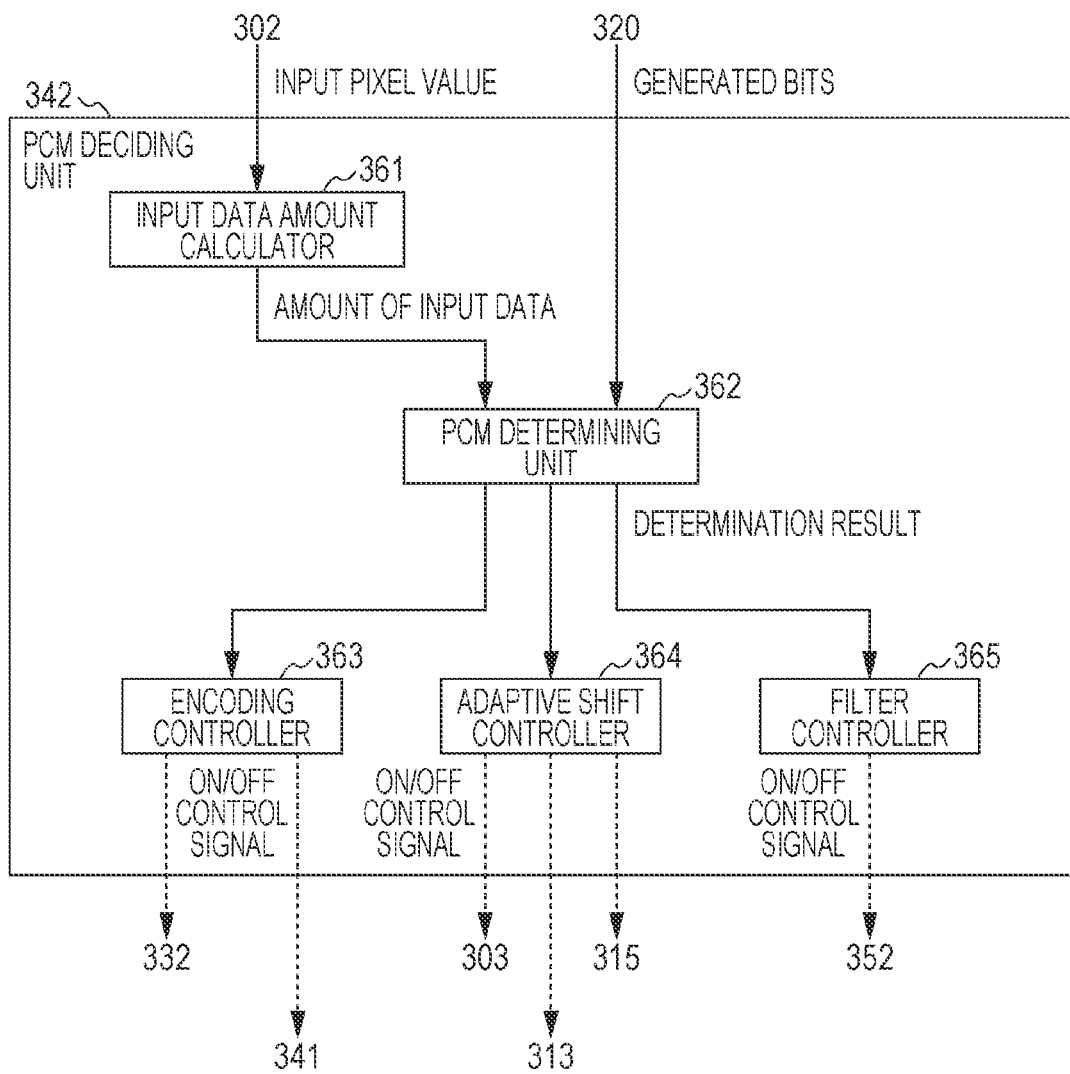 302
320
INPUT PIXEL VALUE
GENERATED BITS
342
PCM DECIDING
UNIT
361
INPUT DATA AMOUNT
CALCULATOR
AMOUNT OF INPUT DATA
362
PCM DETERMINING
UNIT
DETERMINATION RESULT
363
364
365
ENCODING
CONTROLLER
ADAPTIVE SHIFT
CONTROLLER
FILTER
CONTROLLER
ON/OFF
CONTROL
SIGNAL
ON/OFF
CONTROL
SIGNAL
ON/OFF
CONTROL
SIGNAL
332
303
315
352
341
313